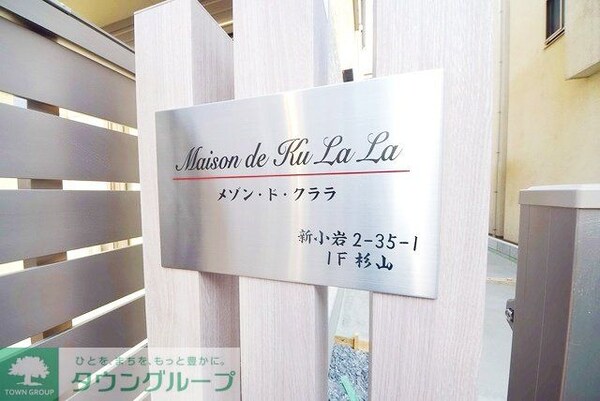 Maison de Ku La La
メゾン・ド・クララ
新小岩2-35-1
1F 杉山
ひとを、まちを、もっと豊かに。
タウングループ
TOWN GROUP